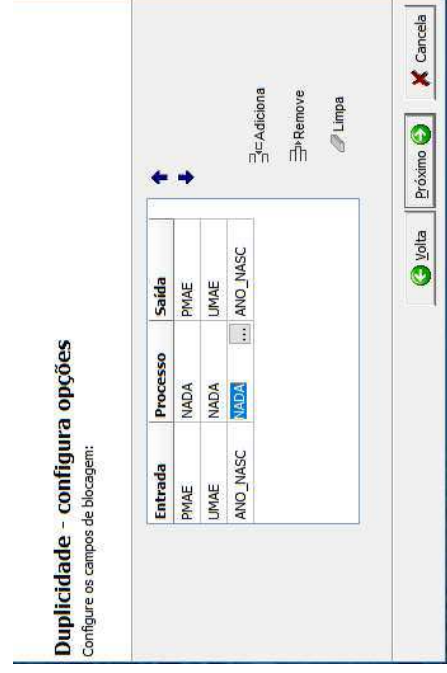 Duplicidade - configura opções
Configure os campos de blocagem:
Entrada Processo Saída
PMAE NADA PMAE
UMAE NADA UMAE
ANO_NASC NADA ... ANO_NASC
Adiciona
Remove
Limpa
Volta Próximo Cancela